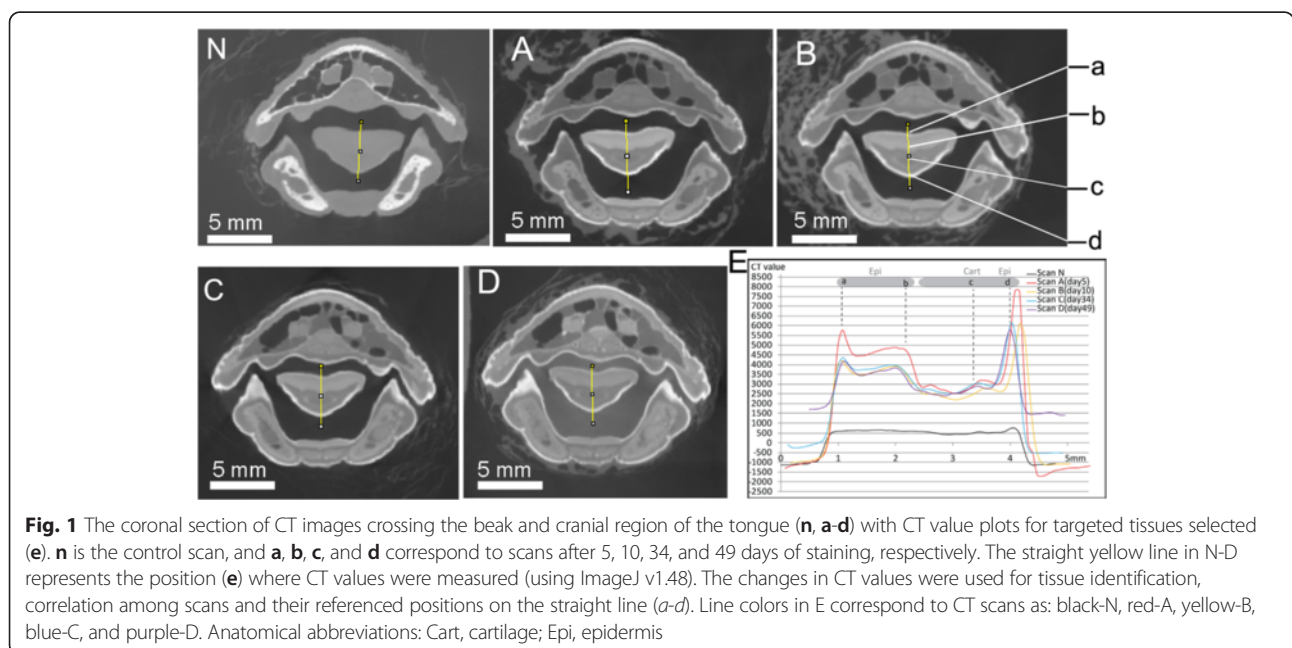 N
A
B
a
b
c
d
5 mm
5 mm
5 mm
C
D
5 mm
5 mm
E
CT value
8500
8000
7500
7000
6500
6000
5500
5000
4500
4000
3500
3000
2500
2000
1500
1000
500
0
-500
-1000
-1500
-2000
-2500
Epi
Cart
Epi
a
b
c
d
Scan N
Scan A(day5)
Scan B(day10)
Scan C(day34)
Scan D(day49)
0
1
2
3
4
5mm
Fig. 1 The coronal section of CT images crossing the beak and cranial region of the tongue (n, a-d) with CT value plots for targeted tissues selected
(e). n is the control scan, and a, b, c, and d correspond to scans after 5, 10, 34, and 49 days of staining, respectively. The straight yellow line in N-D
represents the position (e) where CT values were measured (using ImageJ v1.48). The changes in CT values were used for tissue identification,
correlation among scans and their referenced positions on the straight line (a-d). Line colors in E correspond to CT scans as: black-N, red-A, yellow-B,
blue-C, and purple-D. Anatomical abbreviations: Cart, cartilage; Epi, epidermis